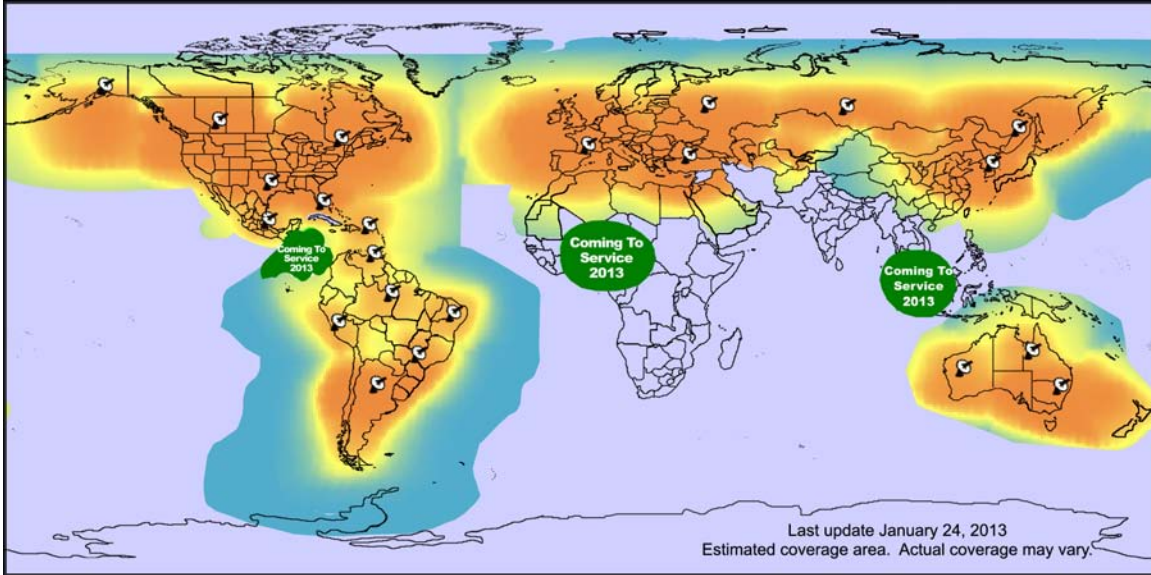 Coming To
Service
2013
Coming To
Service
2013
Coming To
Service
2013
Last update January 24, 2013
Estimated coverage area.  Actual coverage may vary.